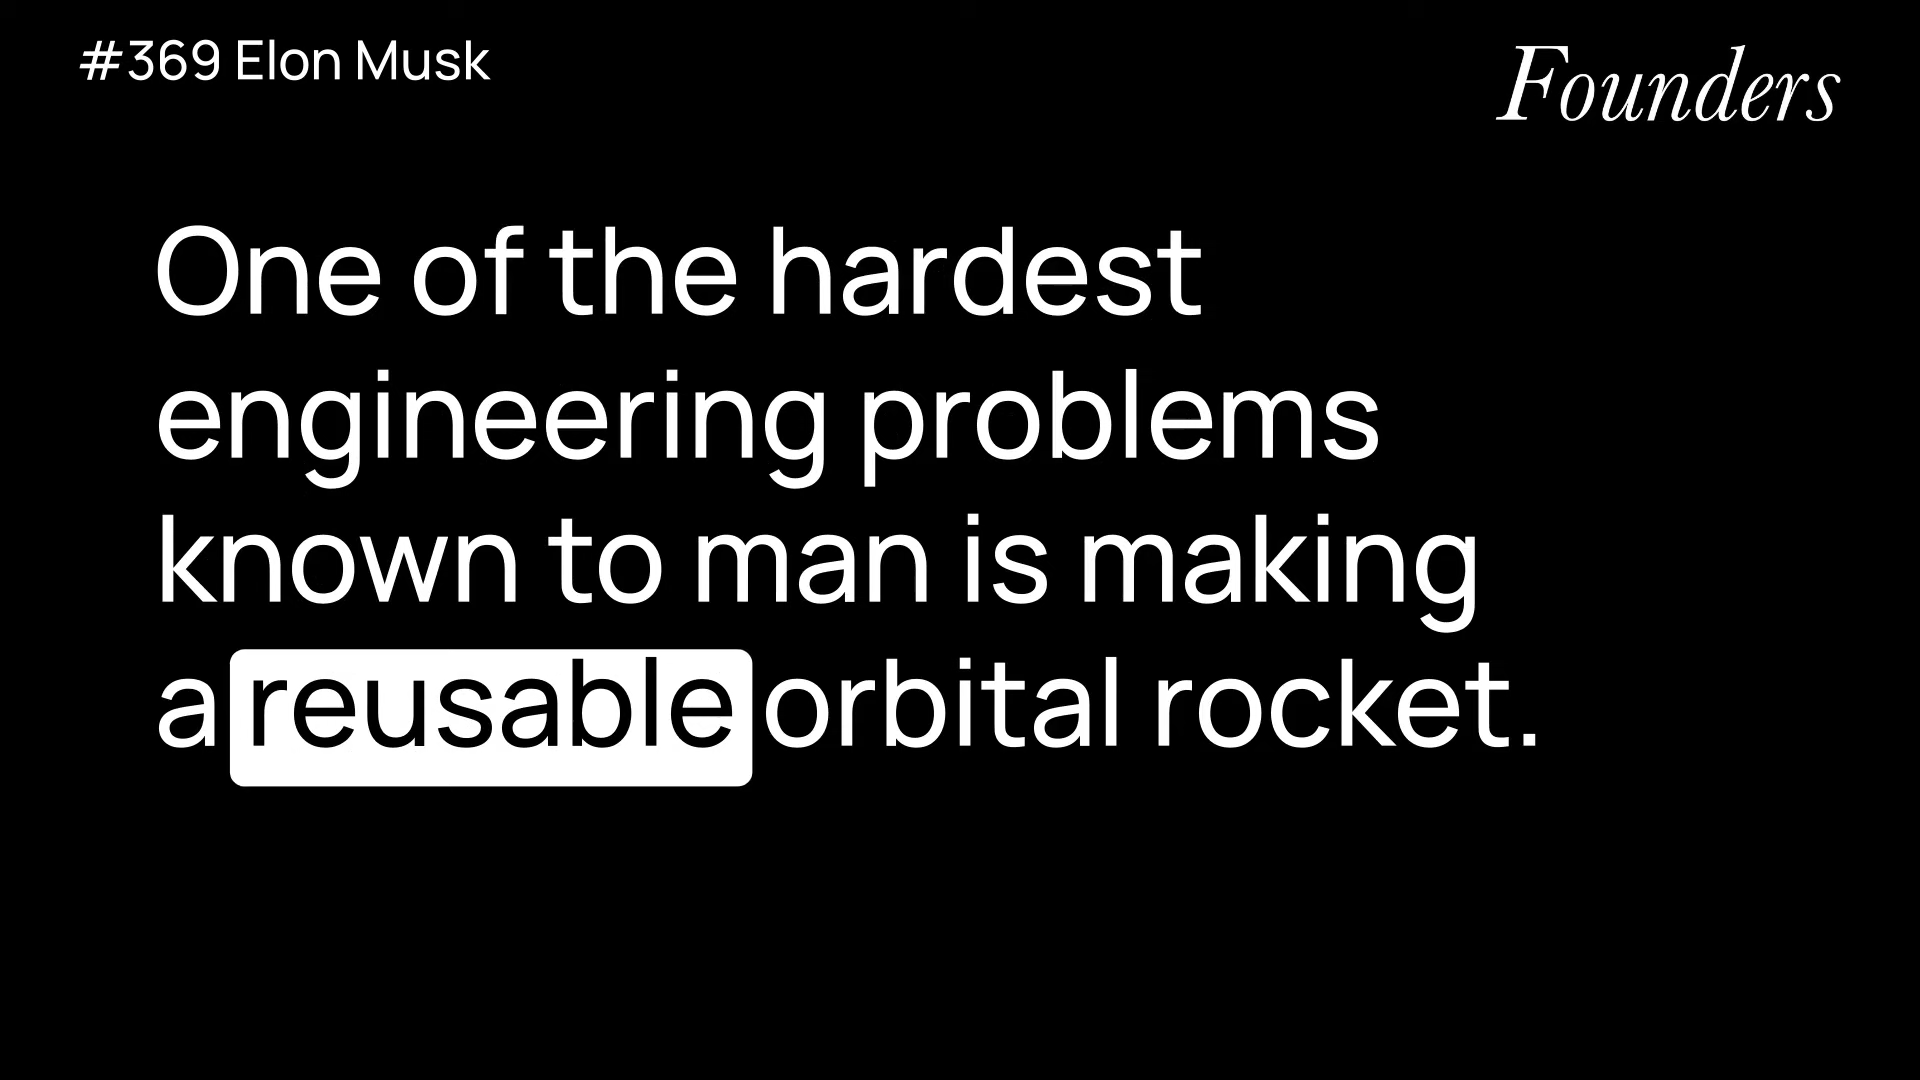 #369 Elon Musk
Founders
One of the hardest
engineering problems
known to man is making
a reusable orbital rocket.